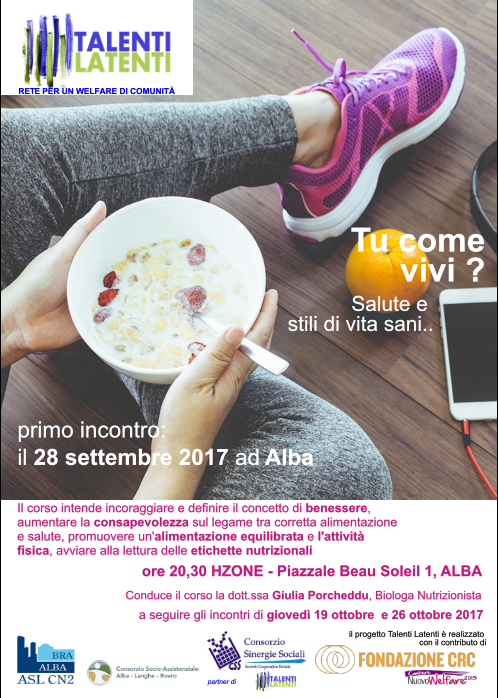 TALENTI
LATENTI
RETE PER UN WELFARE DI COMUNITÀ
Tu come
vivi ?
Salute e
stili di vita sani..
primo incontro:
il 28 settembre 2017 ad Alba
Il corso intende incoraggiare e definire il concetto di benessere,
aumentare la consapevolezza sul legame tra corretta alimentazione
e salute, promuovere un'alimentazione equilibrata e l'attività
fisica, avviare alla lettura delle etichette nutrizionali
ore 20,30 HZONE - Piazzale Beau Soleil 1, ALBA
Conduce il corso la dott.ssa Giulia Porcheddu, Biologa Nutrizionista
a seguire gli incontri di giovedì 19 ottobre e 26 ottobre 2017
BRA
ALBA
ASL CN2
Consorzio Socio-Assistenziale
Alba - Langhe - Roero
Consorzio
Sinergie Sociali
Società Cooperativa Sociale
partner di
TALENTI
LATENTI
il progetto Talenti Latenti è realizzato
con il contributo di
FONDAZIONE CRC
NuovoWelfare 2015